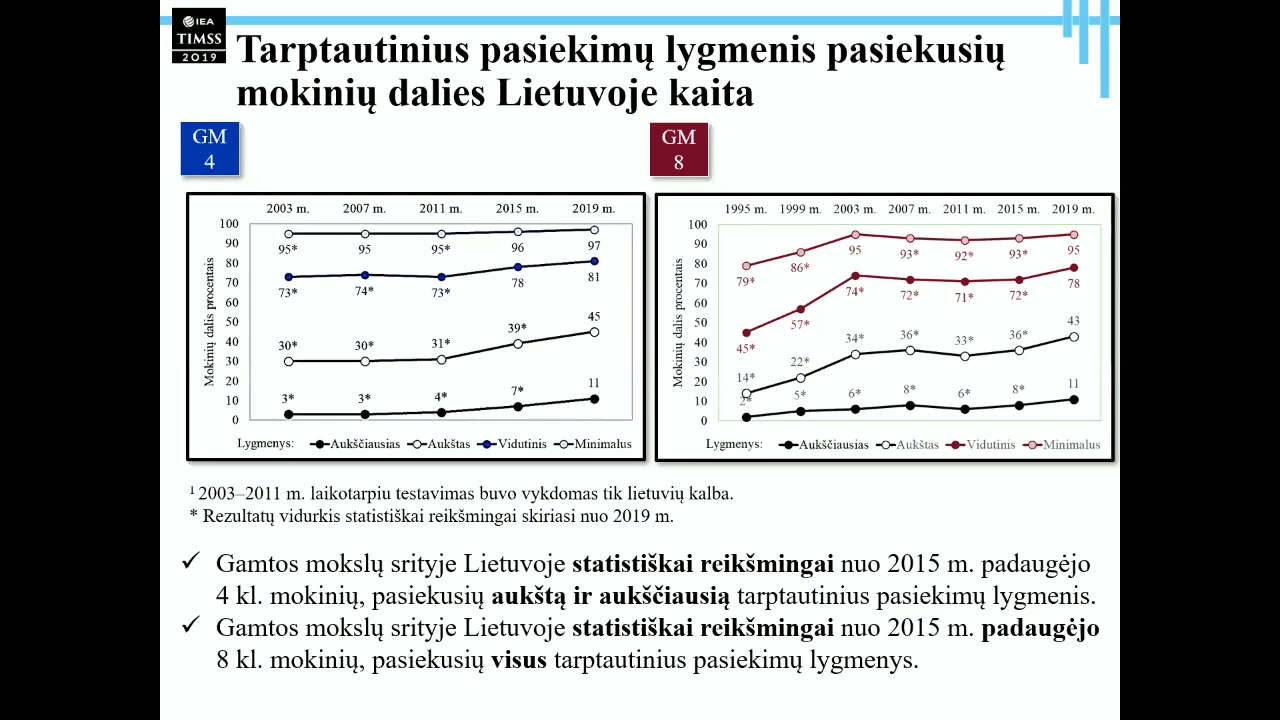 IEA
TIMSS
2019
Tarptautinius pasiekimų lygmenis pasiekusių
mokinių dalies Lietuvoje kaita
GM
4
GM
8
2003 m. 2007 m. 2011 m. 2015 m. 2019 m.
Mokinių dalis procentais
100
90
80
70
60
50
40
30
20
10
0
95* 95 95* 96 97
73* 74* 73* 78 81
30* 30* 31* 39* 45
3* 3* 4* 7* 11
Lygmenys: Aukščiausias Aukštas Vidutinis Minimalus
1995 m. 1999 m. 2003 m. 2007 m. 2011 m. 2015 m. 2019 m.
Mokinių dalis procentais
100
90
80
70
60
50
40
30
20
10
0
79* 86* 95 93* 92* 93* 95
45* 57* 74* 72* 71* 72* 78
14* 22* 34* 36* 33* 36* 43
2* 5* 6* 8* 6* 8* 11
Lygmenys: Aukščiausias Aukštas Vidutinis Minimalus
¹ 2003–2011 m. laikotarpiu testavimas buvo vykdomas tik lietuvių kalba.
* Rezultatų vidurkis statistiškai reikšmingai skiriasi nuo 2019 m.
✓ Gamtos mokslų srityje Lietuvoje statistiškai reikšmingai nuo 2015 m. padaugėjo
4 kl. mokinių, pasiekusių aukštą ir aukščiausią tarptautinius pasiekimų lygmenis.
✓ Gamtos mokslų srityje Lietuvoje statistiškai reikšmingai nuo 2015 m. padaugėjo
8 kl. mokinių, pasiekusių visus tarptautinius pasiekimų lygmenys.